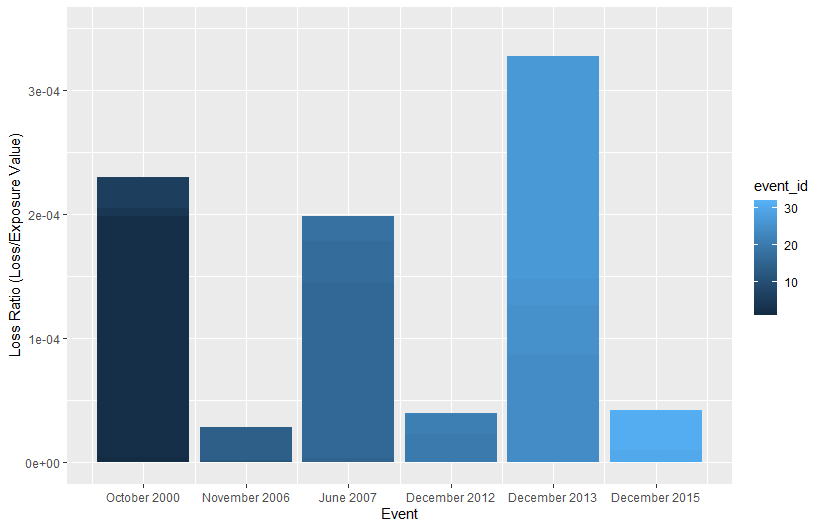 Loss Ratio (Loss/Exposure Value)
3e-04
2e-04
1e-04
0e+00
October 2000 November 2006 June 2007 December 2012 December 2013 December 2015
Event
event_id
30
20
10